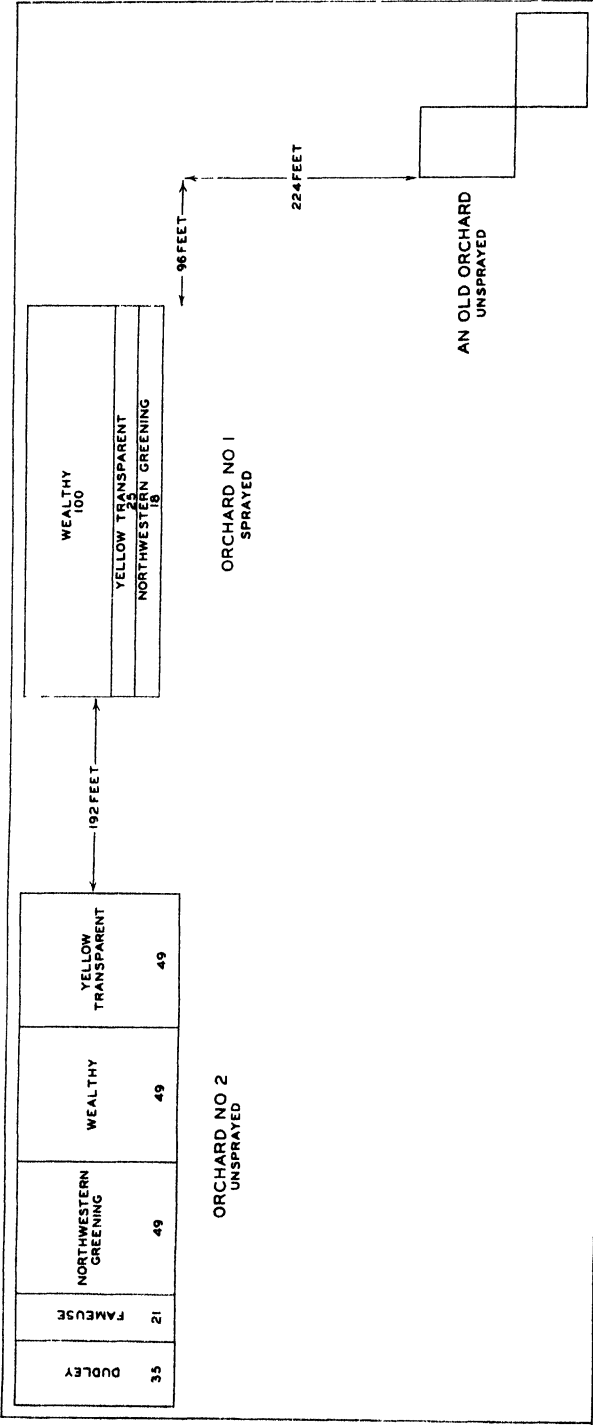 DUDLEY
35
FAMEUSE
21
NORTHWESTERN
GREENING
49
WEALTHY
49
YELLOW
TRANSPARENT
49
192 FEET
WEALTHY
100
YELLOW TRANSPARENT
25
NORTHWESTERN GREENING
18
96 FEET
224 FEET
ORCHARD NO 2
UNSPRAYED
ORCHARD NO 1
SPRAYED
AN OLD ORCHARD
UNSPRAYED